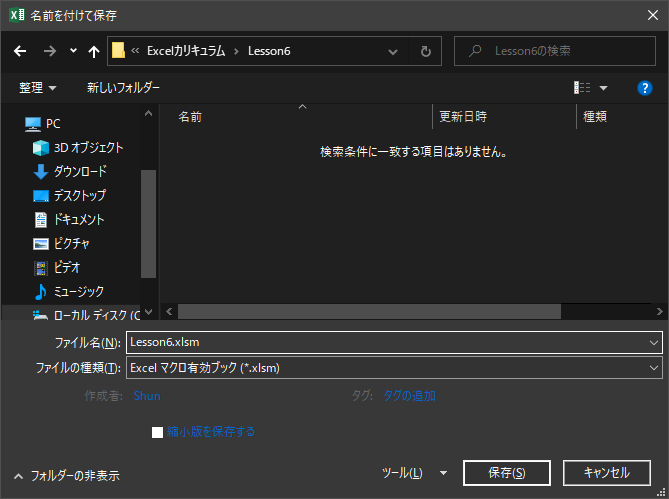 名前を付けて保存
Excelカリキュラム › Lesson6
Lesson6の検索
整理
新しいフォルダー
名前 更新日時 種類
検索条件に一致する項目はありません。
PC
3D オブジェクト
ダウンロード
デスクトップ
ドキュメント
ピクチャ
ビデオ
ミュージック
ローカル ディスク (C
ファイル名(N): Lesson6.xlsm
ファイルの種類(T): Excel マクロ有効ブック (*.xlsm)
作成者: Shun タグ: タグの追加
縮小版を保存する
フォルダーの非表示 ツール(L) 保存(S) キャンセル